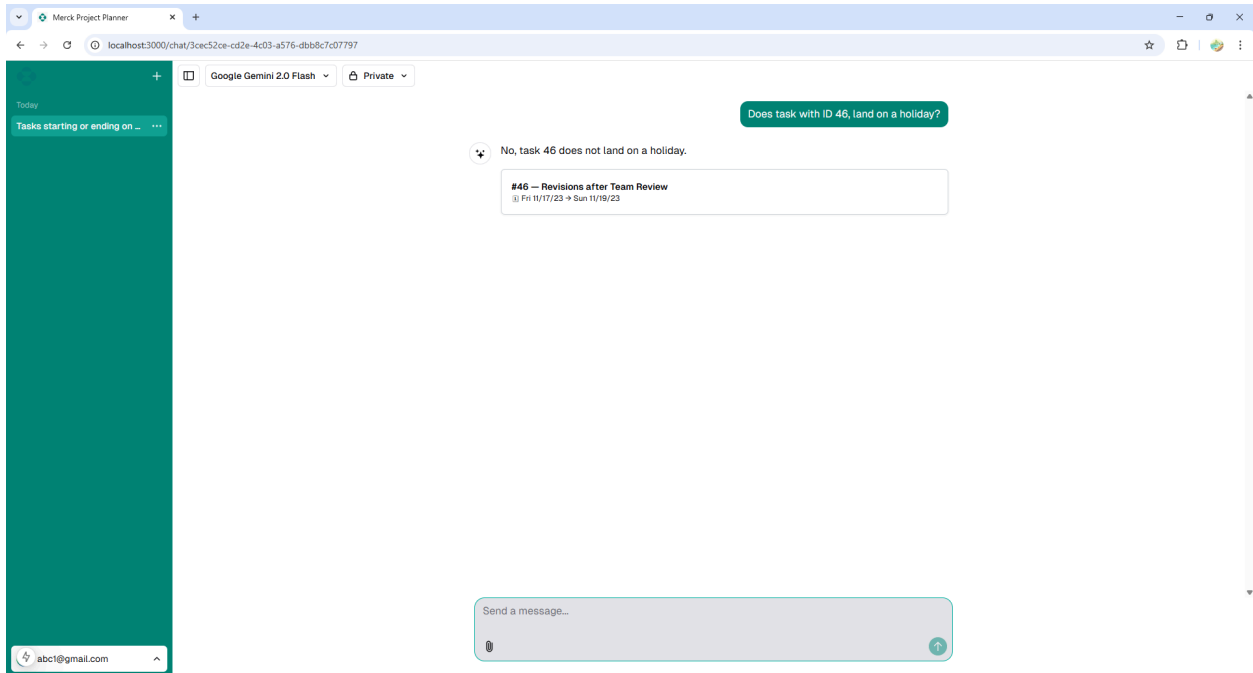 Merck Project Planner
localhost:3000/chat/3cec52ce-cd2e-4c03-a576-dbb8c7c07797
Google Gemini 2.0 Flash
Private
Today
Tasks starting or ending on ...
Does task with ID 46, land on a holiday?
No, task 46 does not land on a holiday.
#46 — Revisions after Team Review
Fri 11/17/23 → Sun 11/19/23
Send a message...
abc1@gmail.com